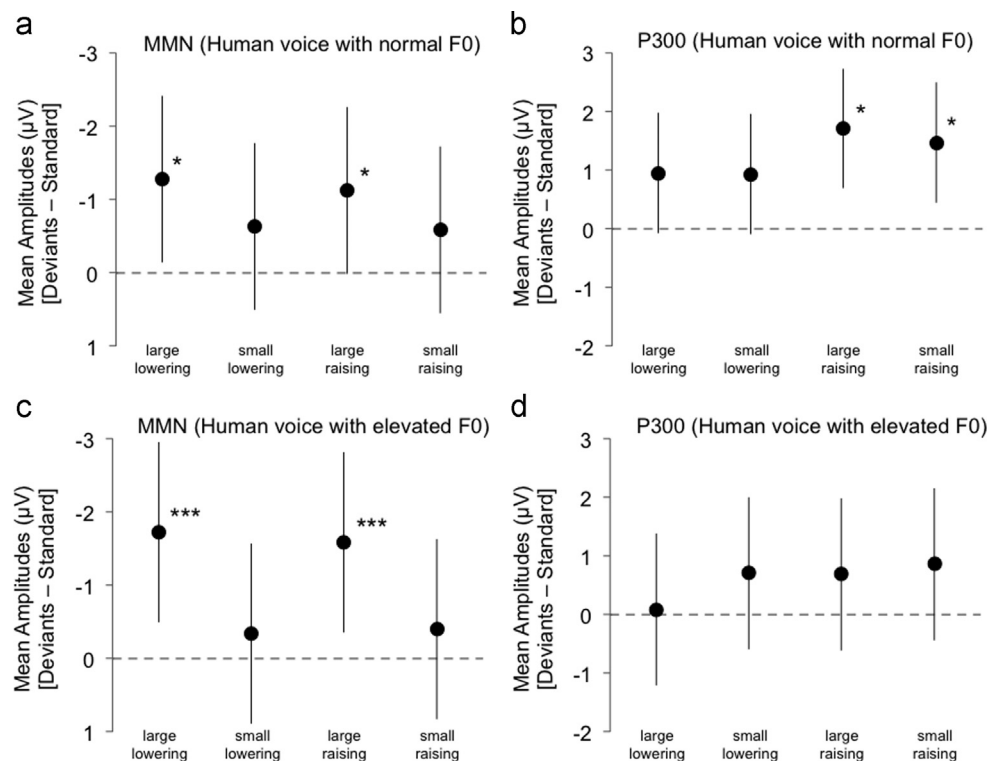 a
MMN (Human voice with normal F0)
Mean Amplitudes (µV)
[Deviants – Standard]
-3
-2
-1
0
1
*
*
large
lowering
small
lowering
large
raising
small
raising
b
P300 (Human voice with normal F0)
Mean Amplitudes (µV)
[Deviants – Standard]
3
2
1
0
-1
-2
*
*
large
lowering
small
lowering
large
raising
small
raising
c
MMN (Human voice with elevated F0)
Mean Amplitudes (µV)
[Deviants – Standard]
-3
-2
-1
0
1
***
***
large
lowering
small
lowering
large
raising
small
raising
d
P300 (Human voice with elevated F0)
Mean Amplitudes (µV)
[Deviants – Standard]
3
2
1
0
-1
-2
large
lowering
small
lowering
large
raising
small
raising